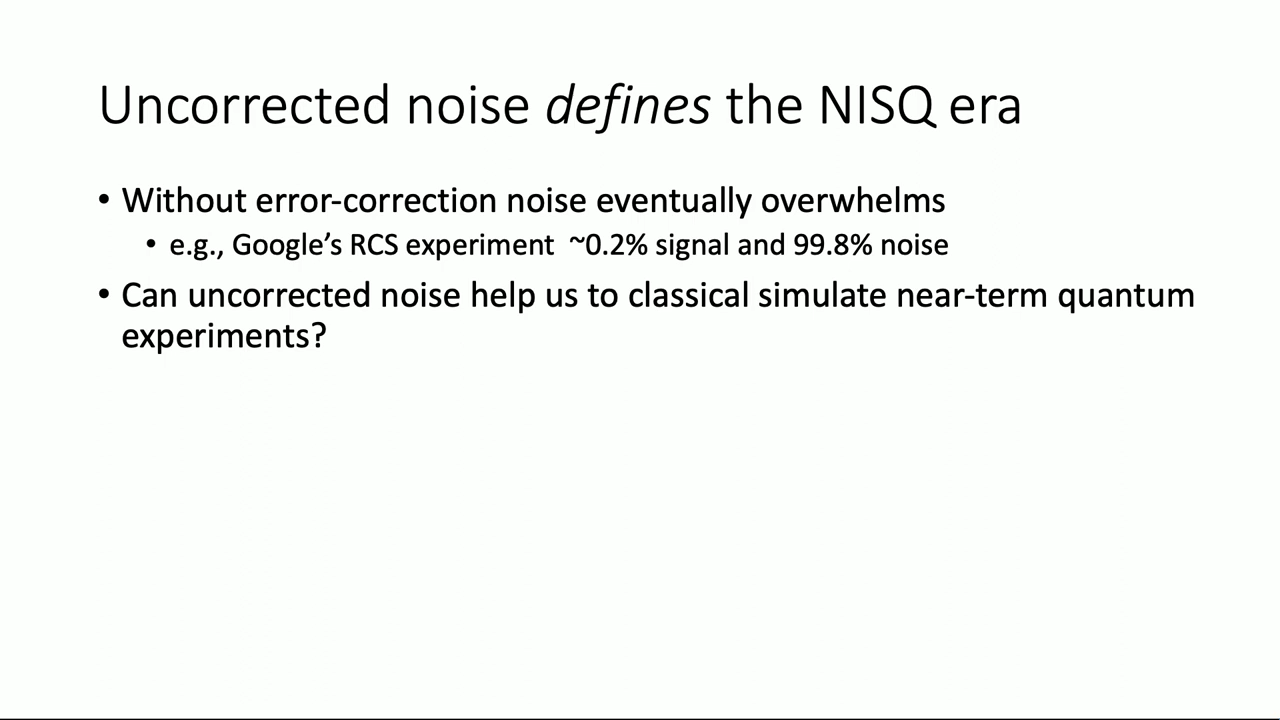 Uncorrected noise defines the NISQ era
• Without error-correction noise eventually overwhelms
• e.g., Google’s RCS experiment ~0.2% signal and 99.8% noise
• Can uncorrected noise help us to classical simulate near-term quantum
experiments?